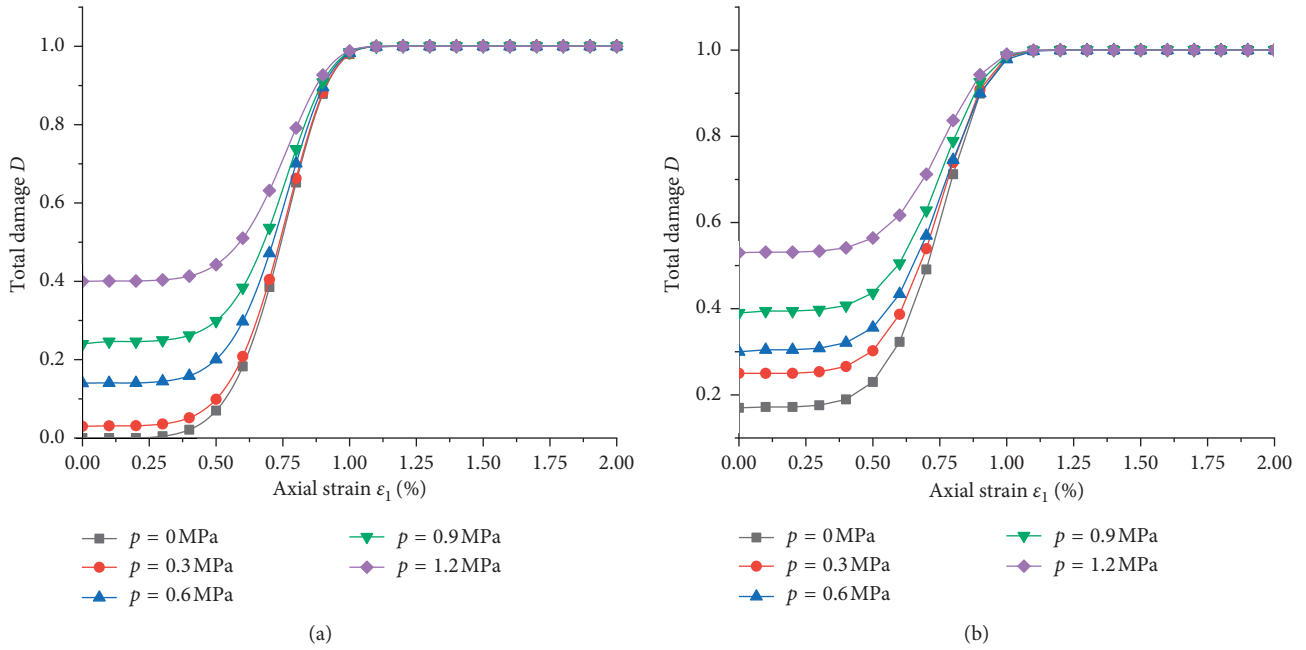 1.0
0.8
0.6
0.4
0.2
0.0
Total damage D
0.00 0.25 0.50 0.75 1.00 1.25 1.50 1.75 2.00
Axial strain ε₁ (%)
p = 0 MPa
p = 0.3 MPa
p = 0.6 MPa
p = 0.9 MPa
p = 1.2 MPa
(a)
1.0
0.8
0.6
0.4
0.2
Total damage D
0.00 0.25 0.50 0.75 1.00 1.25 1.50 1.75 2.00
Axial strain ε₁ (%)
p = 0 MPa
p = 0.3 MPa
p = 0.6 MPa
p = 0.9 MPa
p = 1.2 MPa
(b)